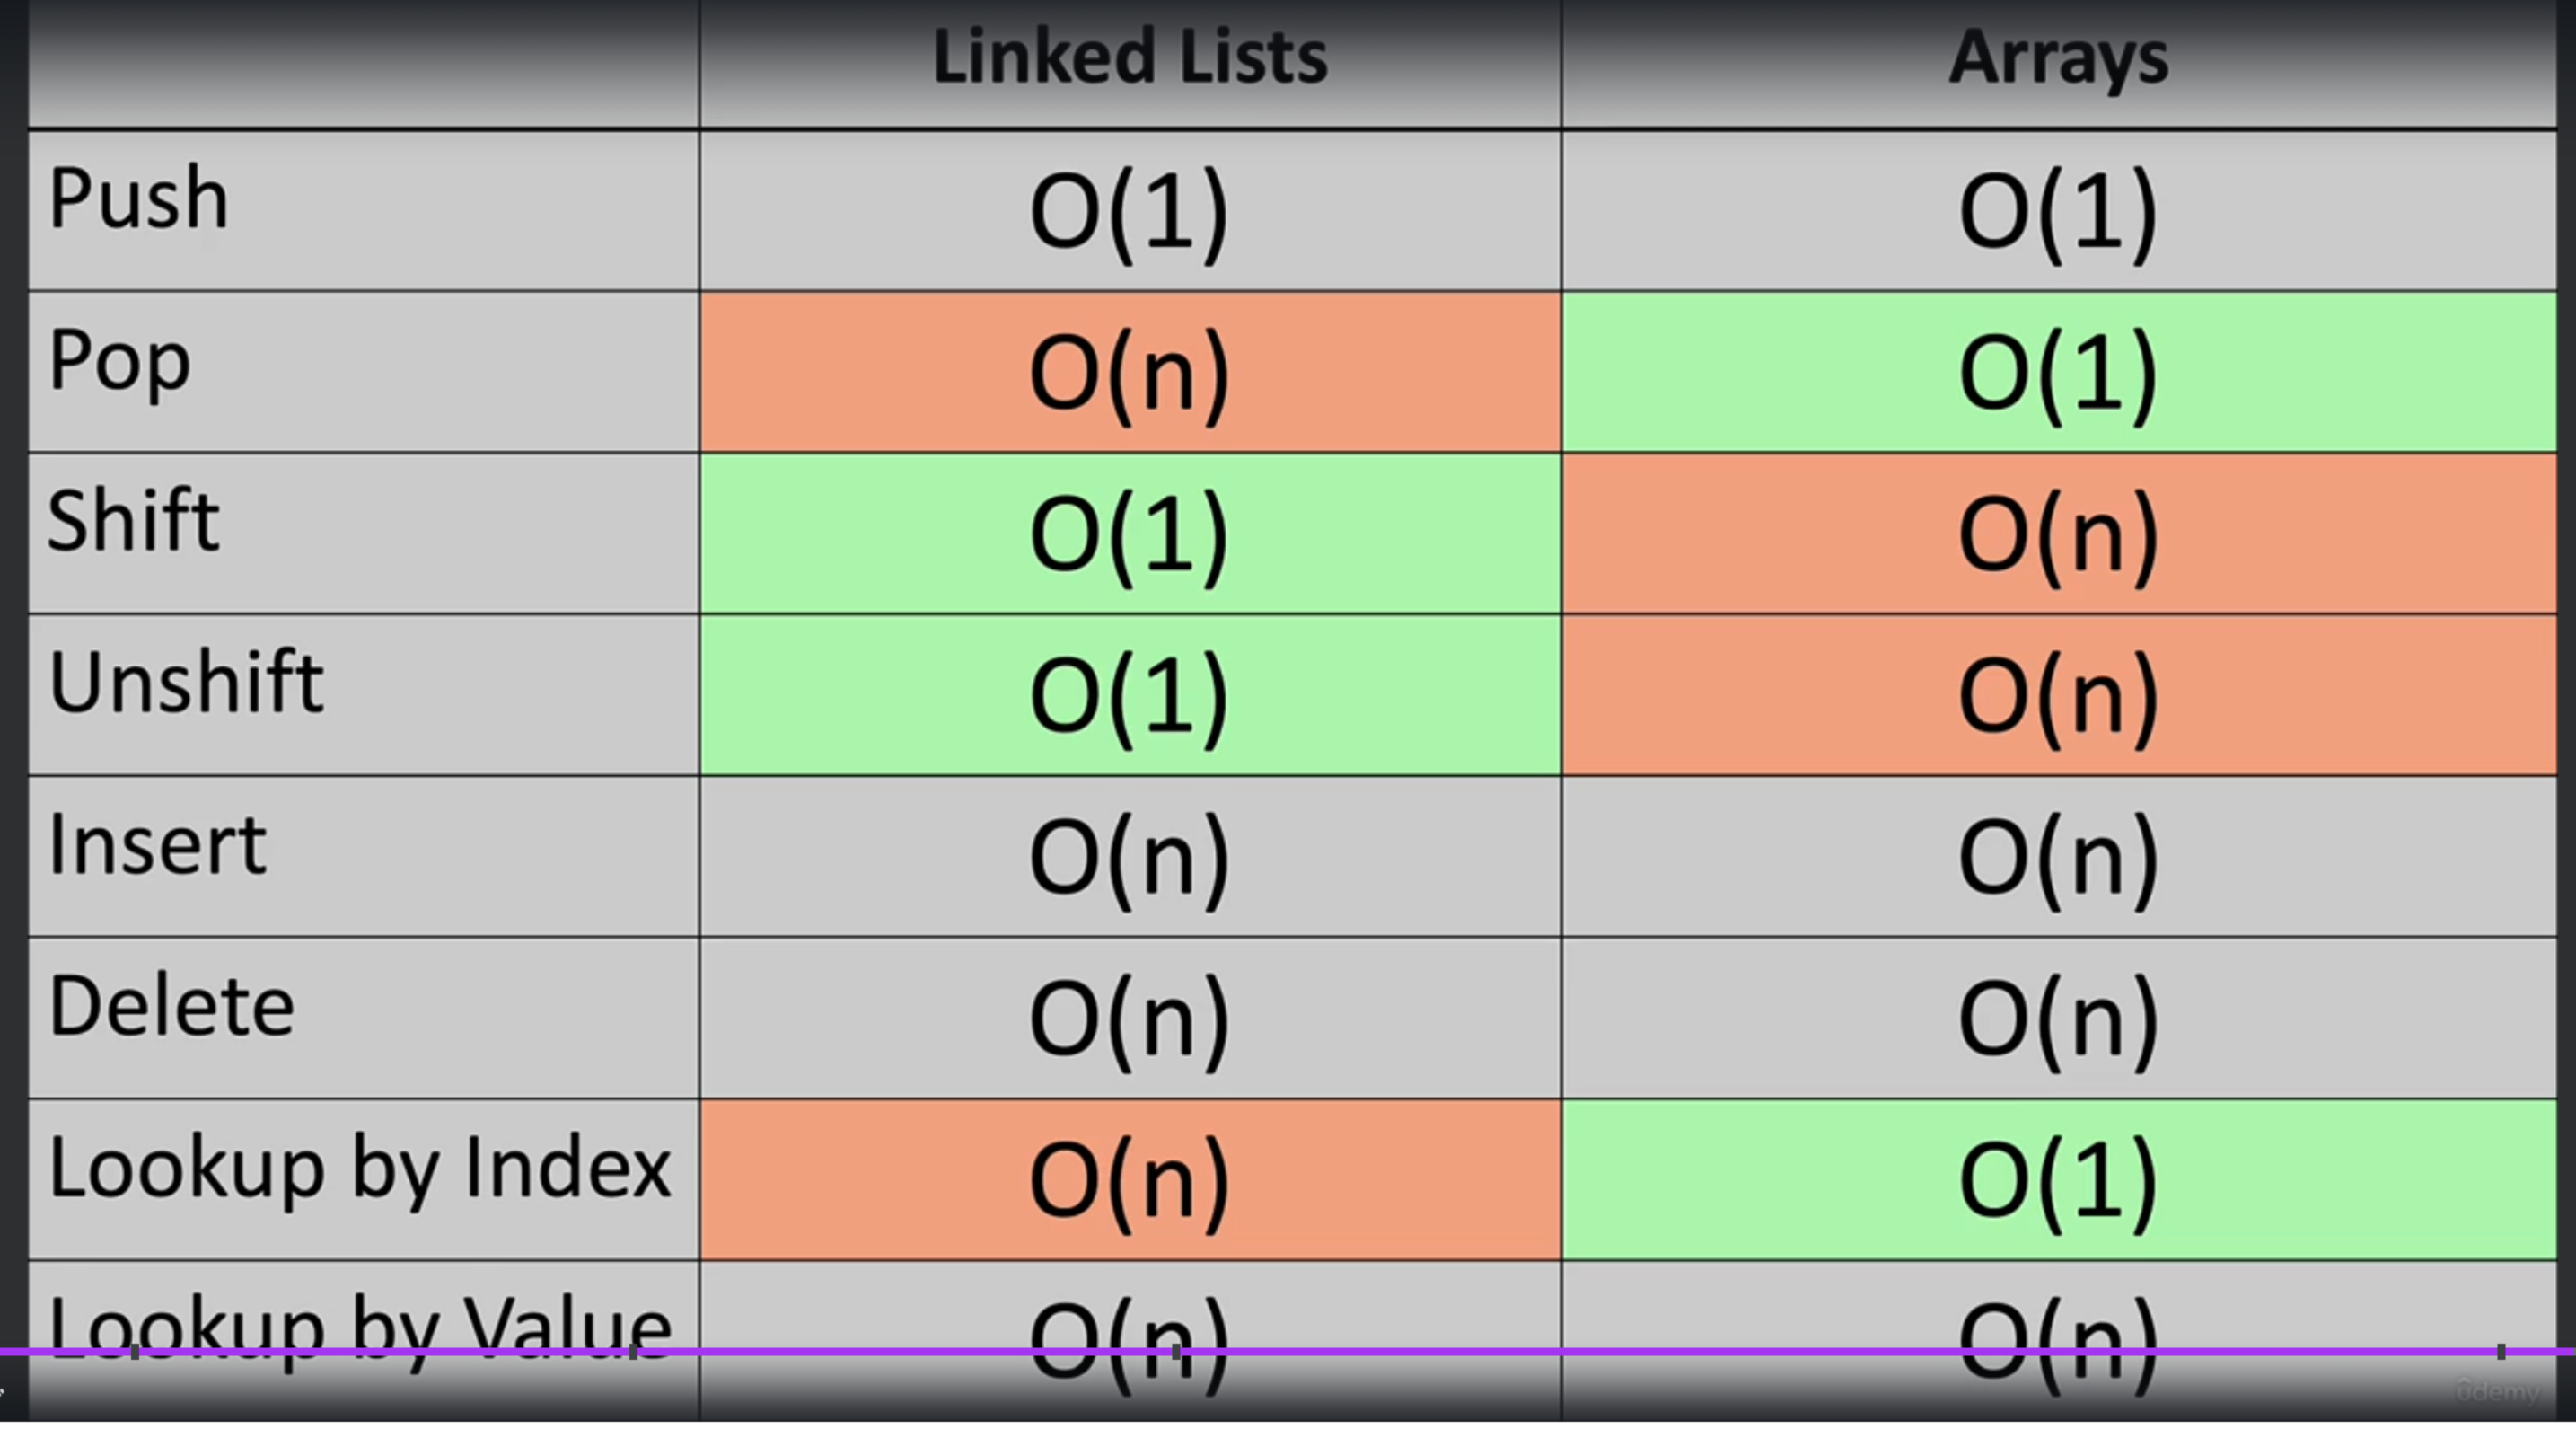 Linked Lists Arrays
Push O(1) O(1)
Pop O(n) O(1)
Shift O(1) O(n)
Unshift O(1) O(n)
Insert O(n) O(n)
Delete O(n) O(n)
Lookup by Index O(n) O(1)
Lookup by Value O(n) O(n)
ûdemy